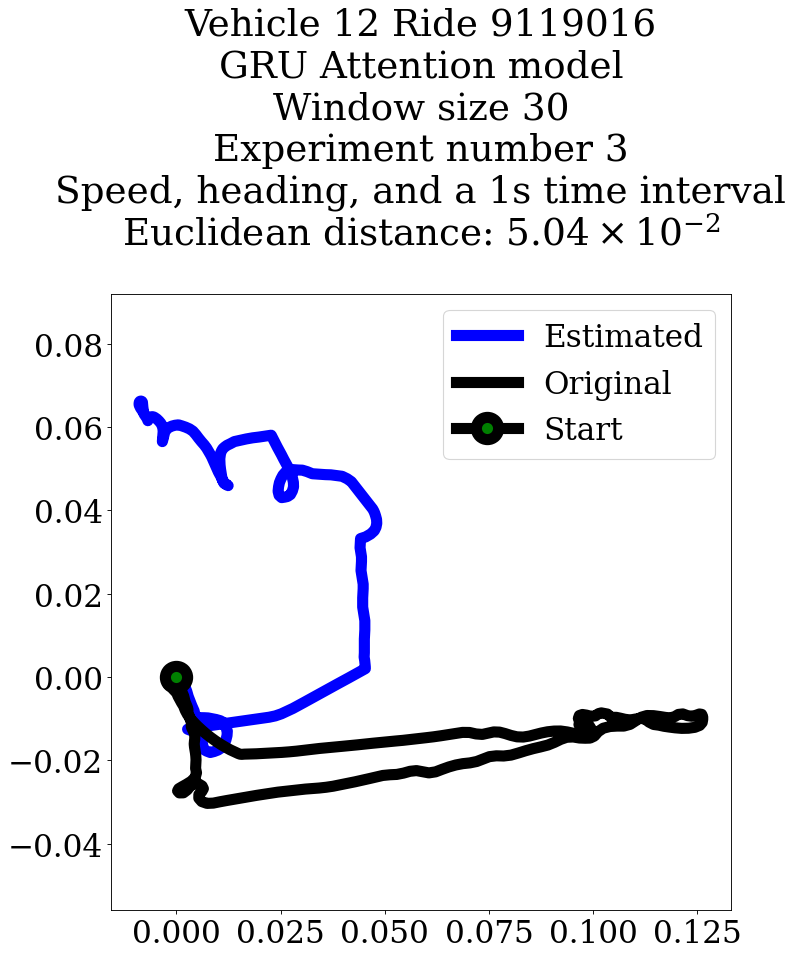 Vehicle 12 Ride 9119016
GRU Attention model
Window size 30
Experiment number 3
Speed, heading, and a 1s time interval
Euclidean distance: 5.04 × 10⁻²
Estimated
Original
Start
0.08
0.06
0.04
0.02
0.00
−0.02
−0.04
0.000 0.025 0.050 0.075 0.100 0.125